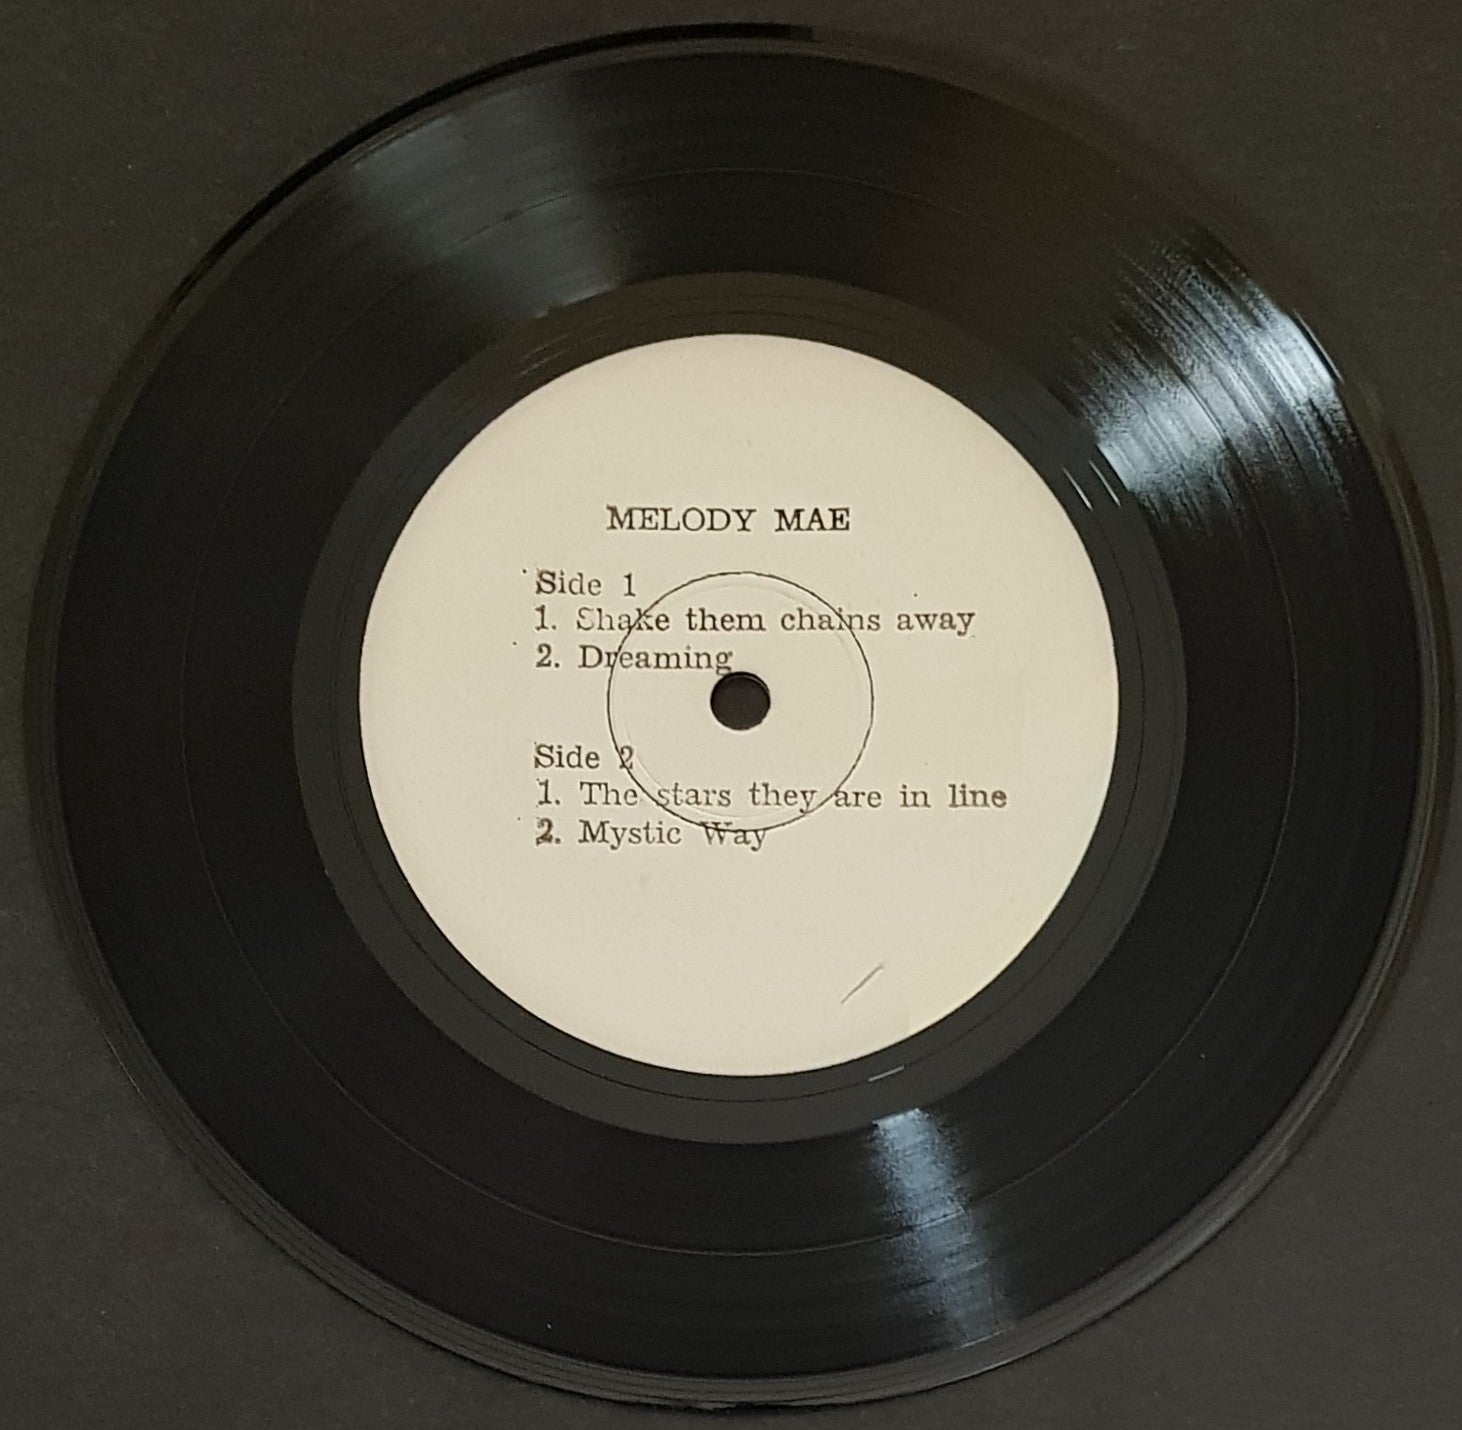 MELODY MAE
Side 1
1. Shake them chains away
2. Dreaming
Side 2
1. The stars they are in line
2. Mystic Way